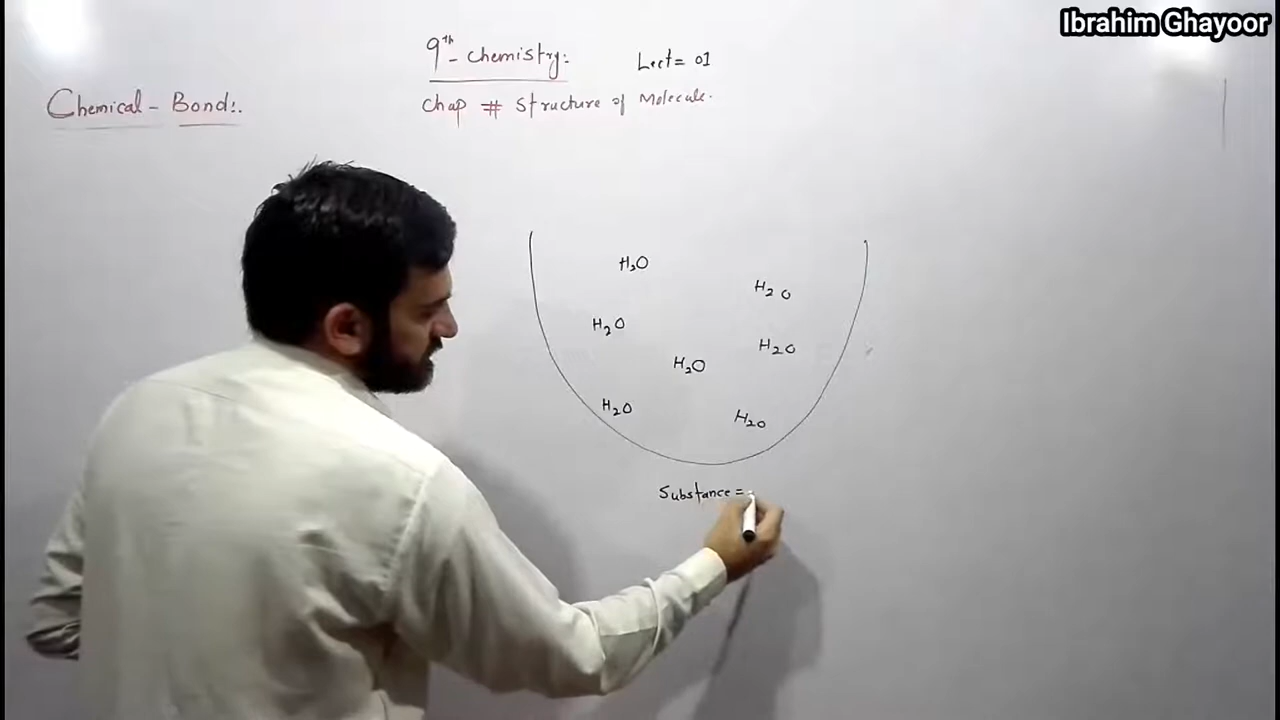 Ibrahim Ghayoor
9th - Chemistry:
Lect = 01
Chemical - Bond:.
Chap # Structure of Molecule.
H2O
H2O
H2O
H2O
H2O
H2O
H2O
Substance =